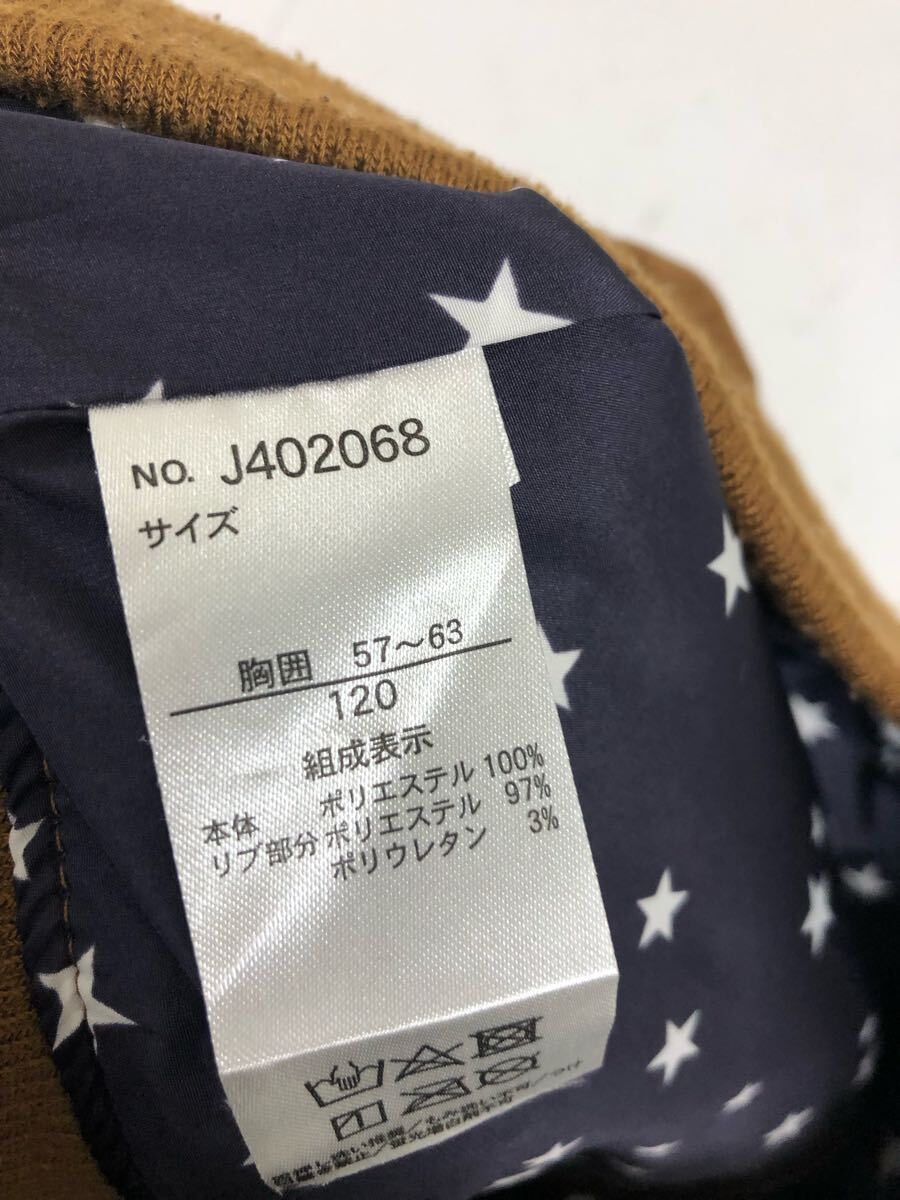 NO. J402068
サイズ
胸囲 57～63
120
組成表示
本体 ポリエステル 100%
リブ部分 ポリエステル 97%
ポリウレタン 3%